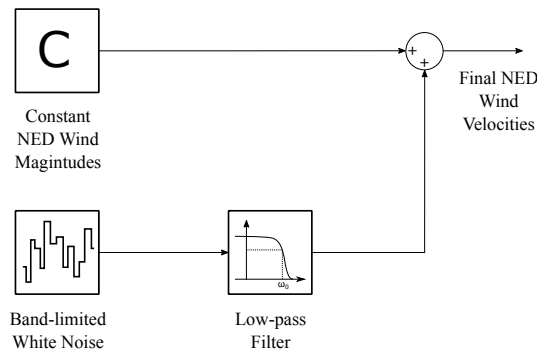 C
+
+
Final NED
Wind
Velocities
Constant
NED Wind
Magintudes
ω₀
Band-limited
White Noise
Low-pass
Filter